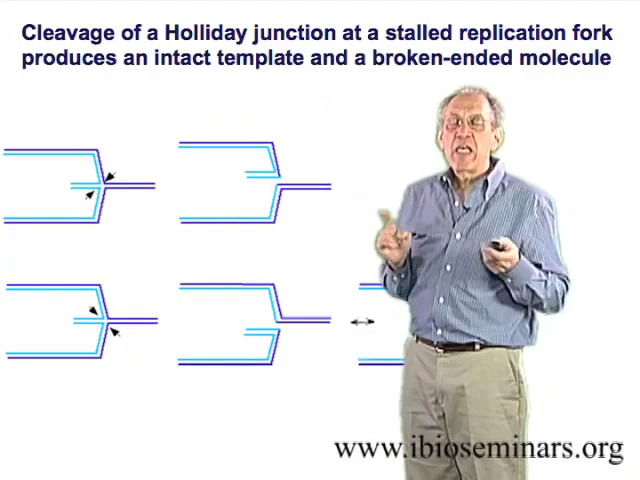 Cleavage of a Holliday junction at a stalled replication fork
produces an intact template and a broken-ended molecule
www.ibioseminars.org